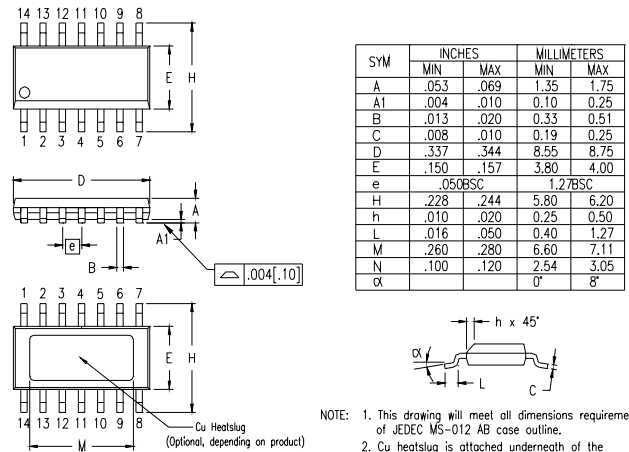 14 13 12 11 10 9 8
E
H
1 2 3 4 5 6 7
D
A
A1
e
B
.004[.10]
1 2 3 4 5 6 7
E
H
14 13 12 11 10 9 8
M
Cu Heatslug
(Optional, depending on product)
SYM INCHES MILLIMETERS
MIN MAX MIN MAX
A .053 .069 1.35 1.75
A1 .004 .010 0.10 0.25
B .013 .020 0.33 0.51
C .008 .010 0.19 0.25
D .337 .344 8.55 8.75
E .150 .157 3.80 4.00
e .050BSC 1.27BSC
H .228 .244 5.80 6.20
h .010 .020 0.25 0.50
L .016 .050 0.40 1.27
M .260 .280 6.60 7.11
N .100 .120 2.54 3.05
α 0° 8°
h x 45°
α
L
C
NOTE: 1. This drawing will meet all dimensions requireme
of JEDEC MS-012 AB case outline.
2. Cu heatslug is attached underneath of the